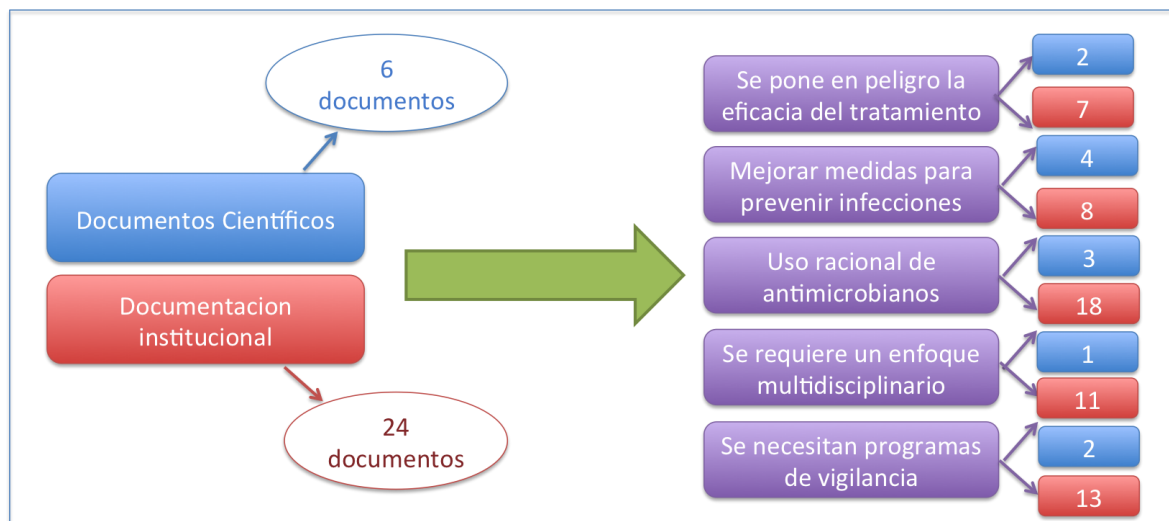 6
documentos
Documentos Científicos
Documentacion
institucional
24
documentos
Se pone en peligro la
eficacia del tratamiento
2
7
Mejorar medidas para
prevenir infecciones
4
8
Uso racional de
antimicrobianos
3
18
Se requiere un enfoque
multidisciplinario
1
11
Se necesitan programas
de vigilancia
2
13